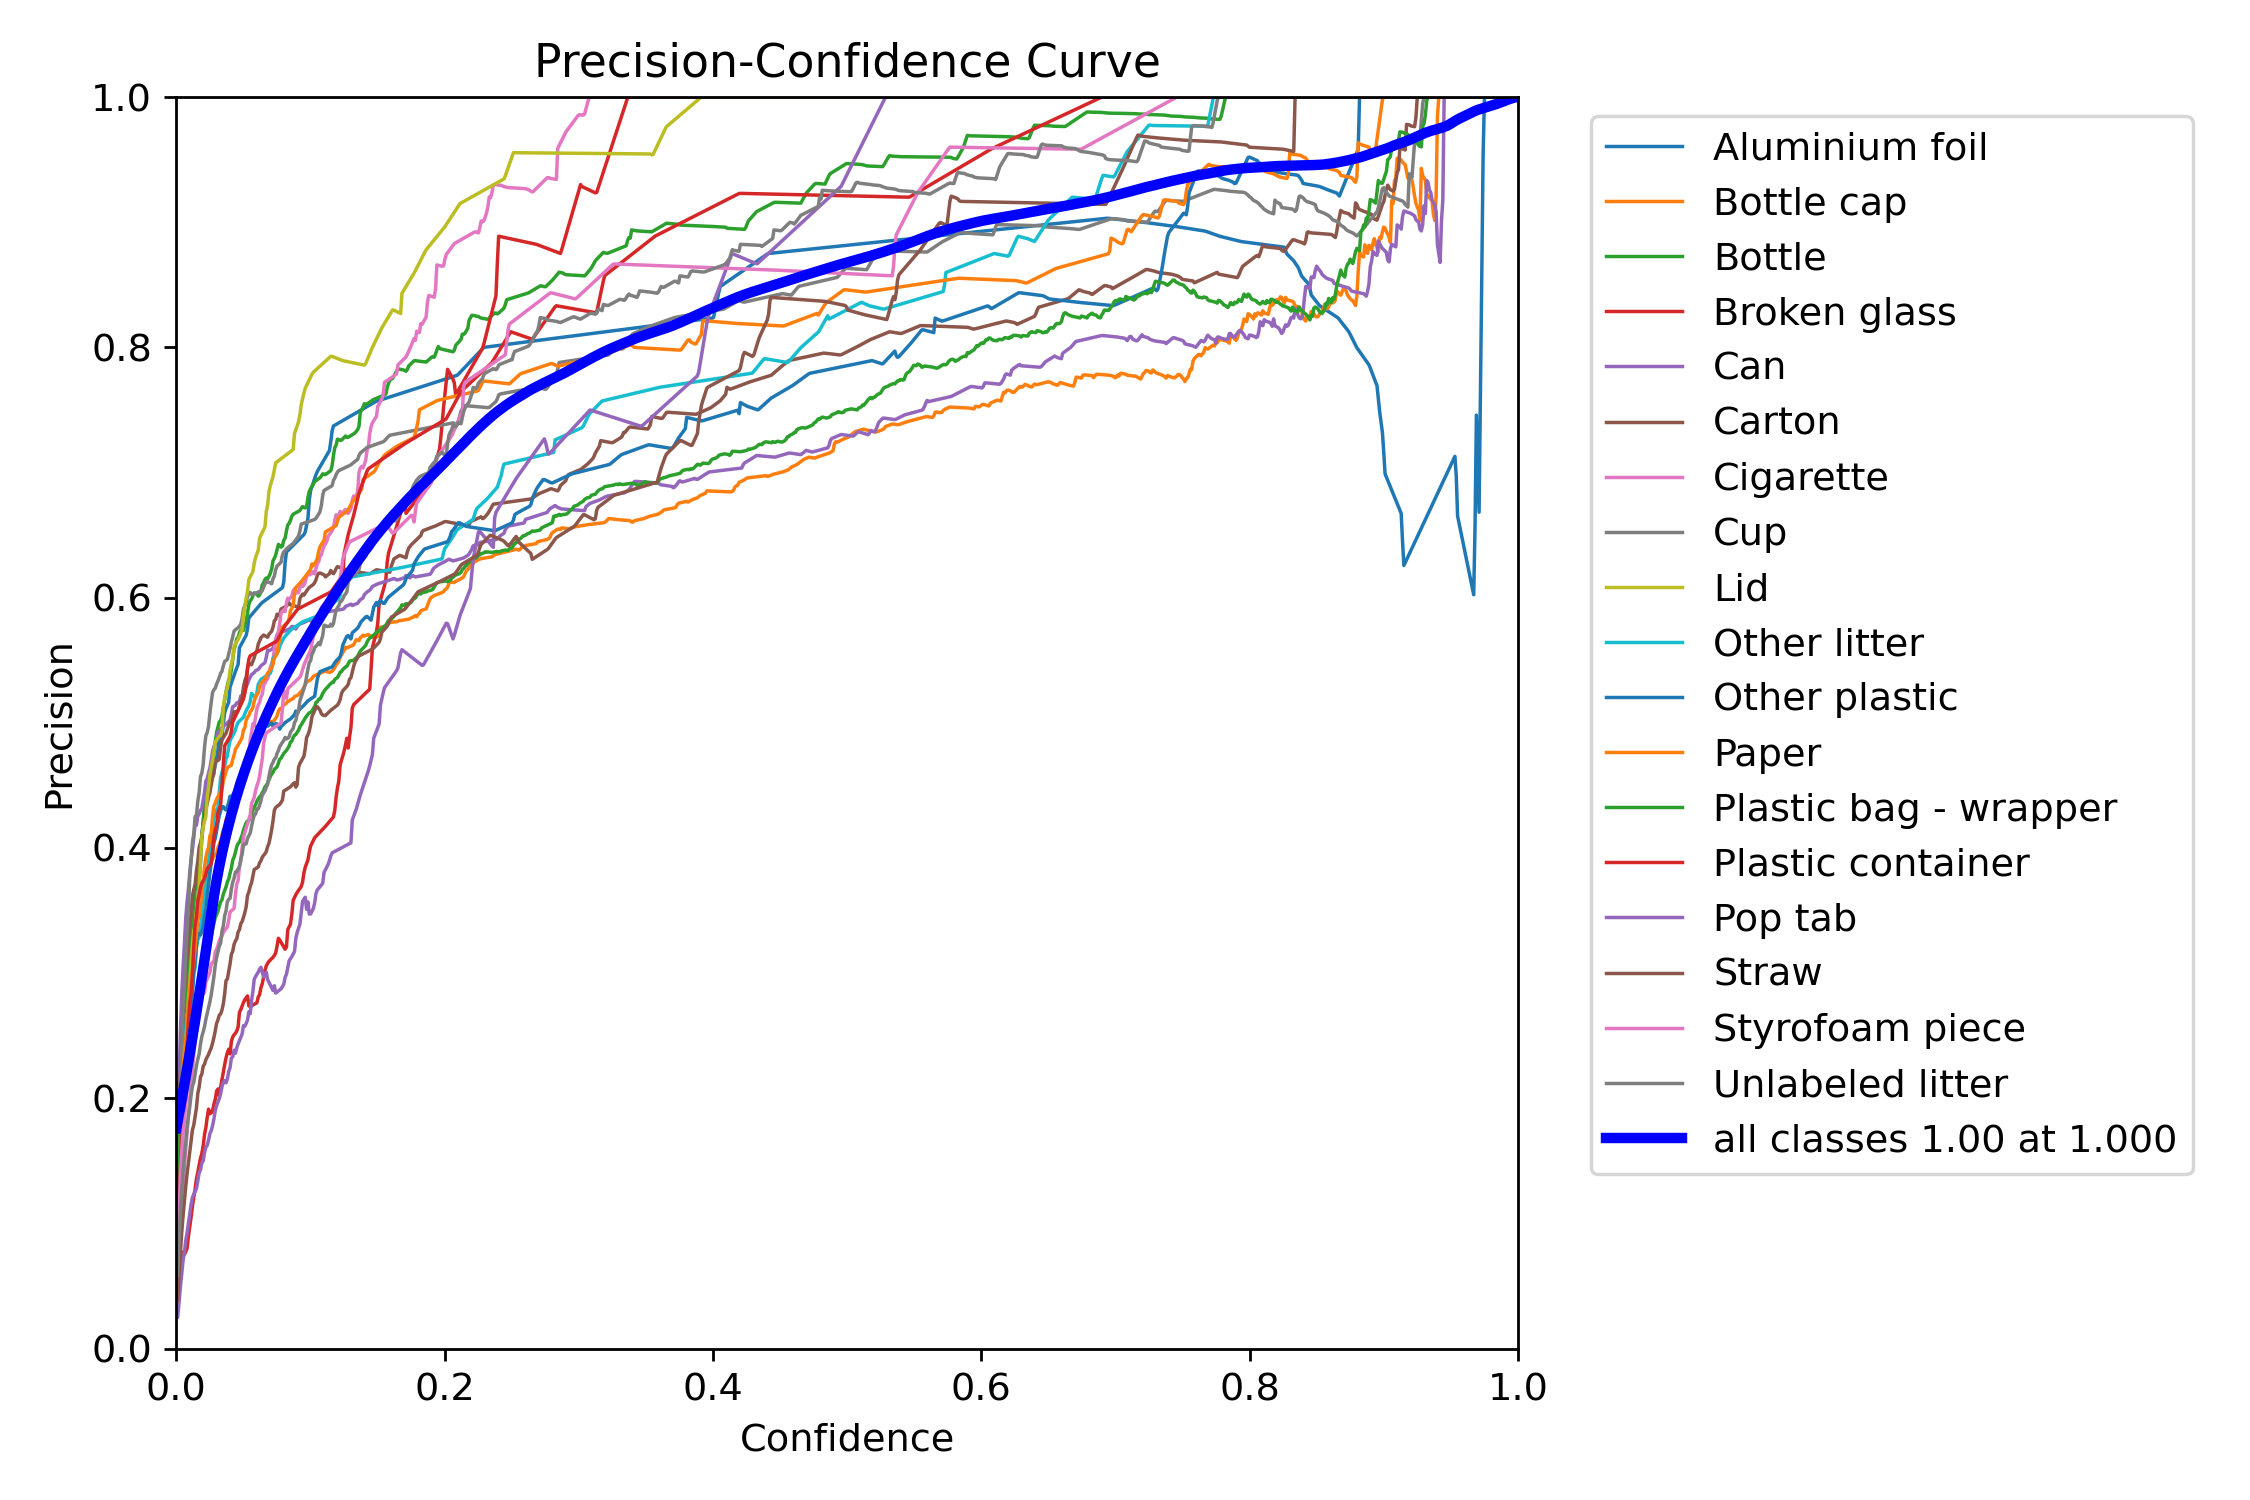 Precision-Confidence Curve
1.0
0.8
0.6
0.4
0.2
0.0
Precision
0.0 0.2 0.4 0.6 0.8 1.0
Confidence
Aluminium foil
Bottle cap
Bottle
Broken glass
Can
Carton
Cigarette
Cup
Lid
Other litter
Other plastic
Paper
Plastic bag - wrapper
Plastic container
Pop tab
Straw
Styrofoam piece
Unlabeled litter
all classes 1.00 at 1.000